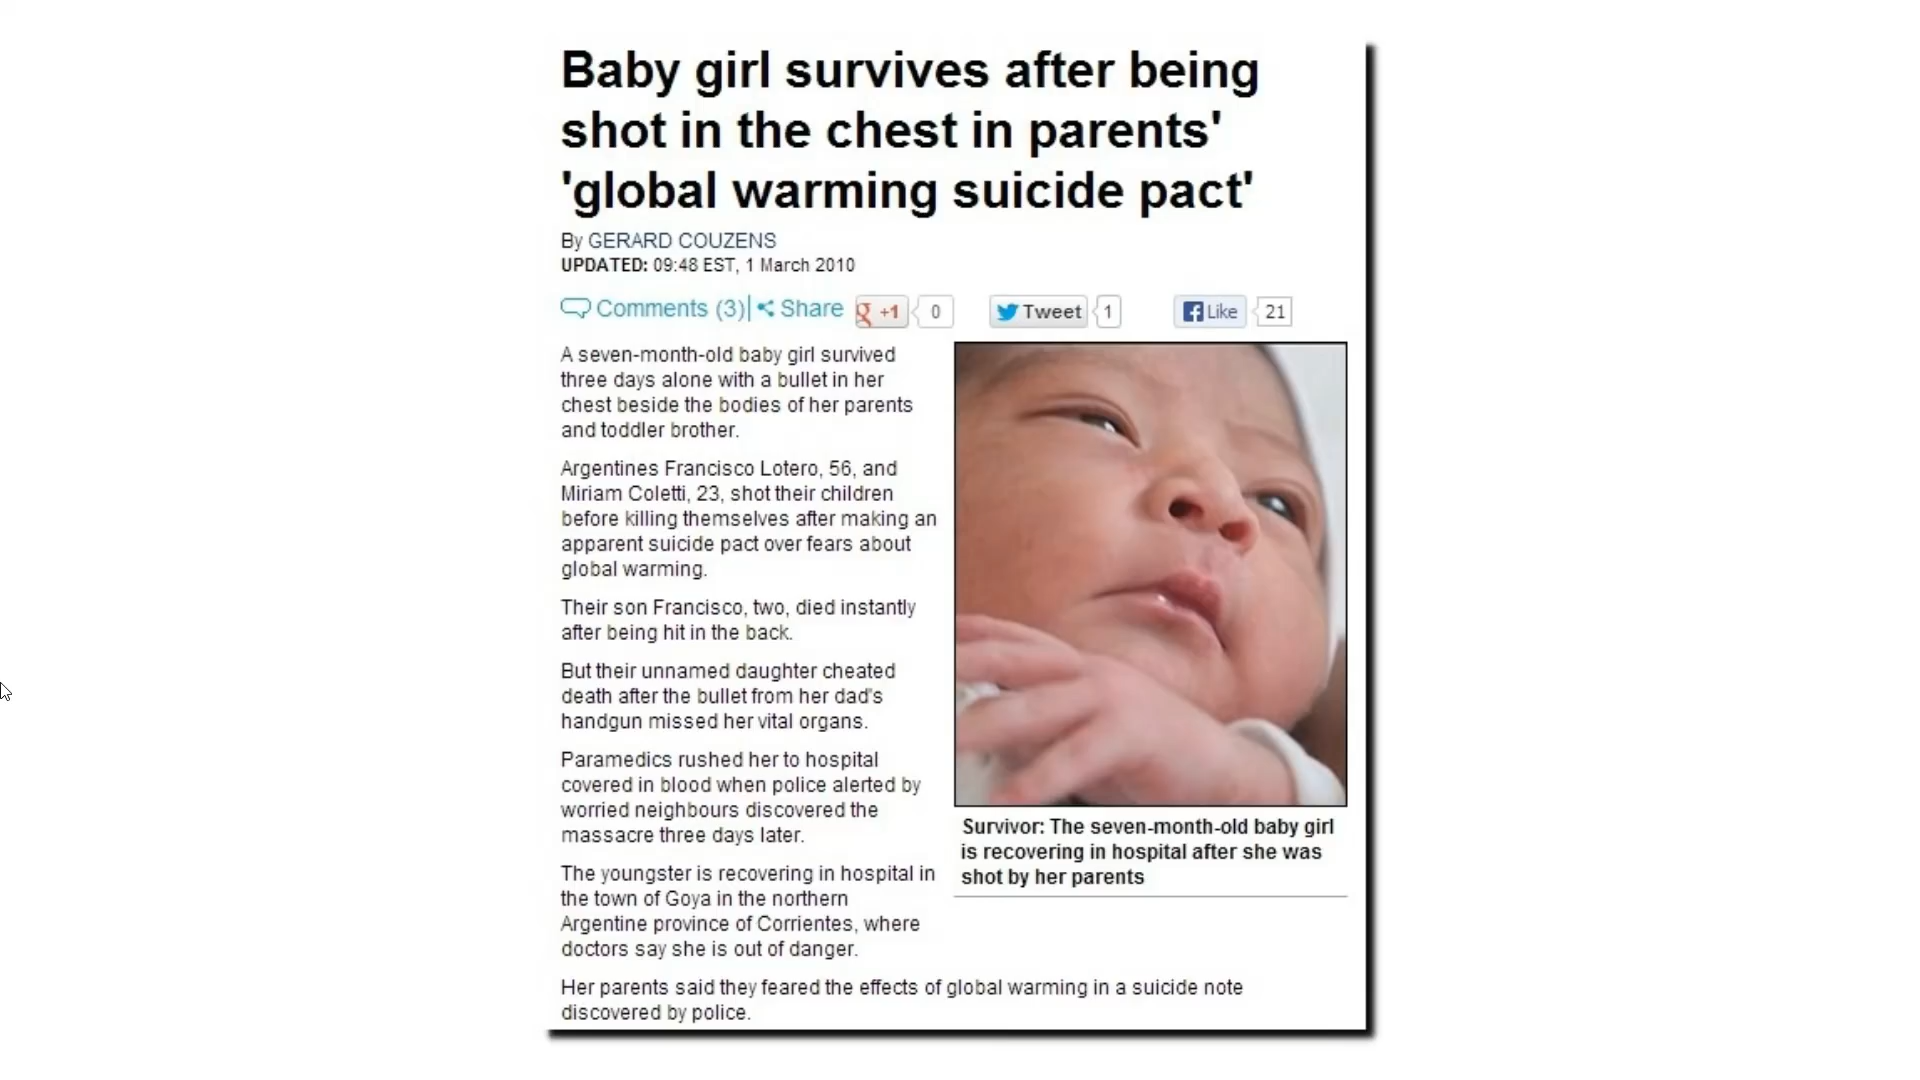 Baby girl survives after being
shot in the chest in parents'
'global warming suicide pact'
By GERARD COUZENS
UPDATED: 09:48 EST, 1 March 2010
Comments (3) Share +1 0 Tweet 1 Like 21
A seven-month-old baby girl survived
three days alone with a bullet in her
chest beside the bodies of her parents
and toddler brother.
Argentines Francisco Lotero, 56, and
Miriam Coletti, 23, shot their children
before killing themselves after making an
apparent suicide pact over fears about
global warming.
Their son Francisco, two, died instantly
after being hit in the back.
But their unnamed daughter cheated
death after the bullet from her dad's
handgun missed her vital organs.
Paramedics rushed her to hospital
covered in blood when police alerted by
worried neighbours discovered the
massacre three days later.
The youngster is recovering in hospital in
the town of Goya in the northern
Argentine province of Corrientes, where
doctors say she is out of danger.
Survivor: The seven-month-old baby girl
is recovering in hospital after she was
shot by her parents
Her parents said they feared the effects of global warming in a suicide note
discovered by police.